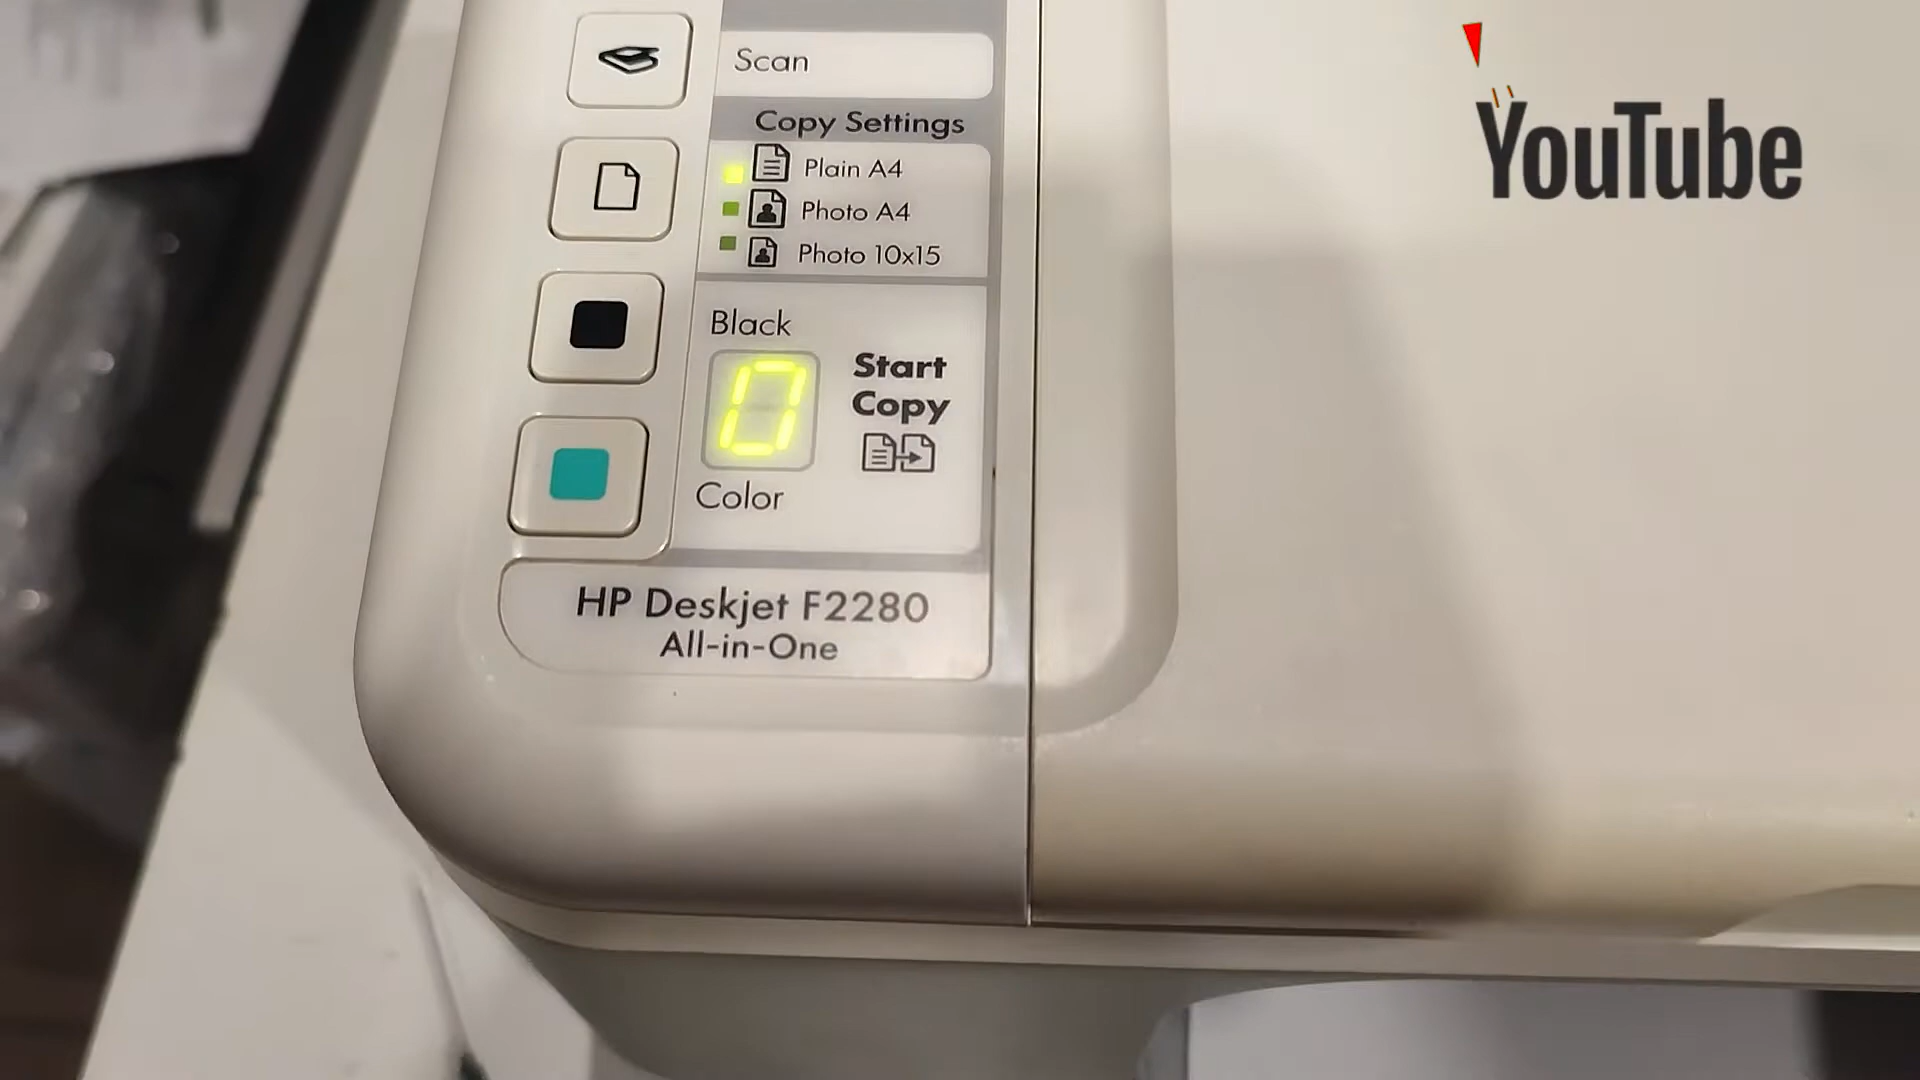 Scan
Copy Settings
Plain A4
Photo A4
Photo 10x15
Black
0
Start
Copy
Color
HP Deskjet F2280
All-in-One
YouTube